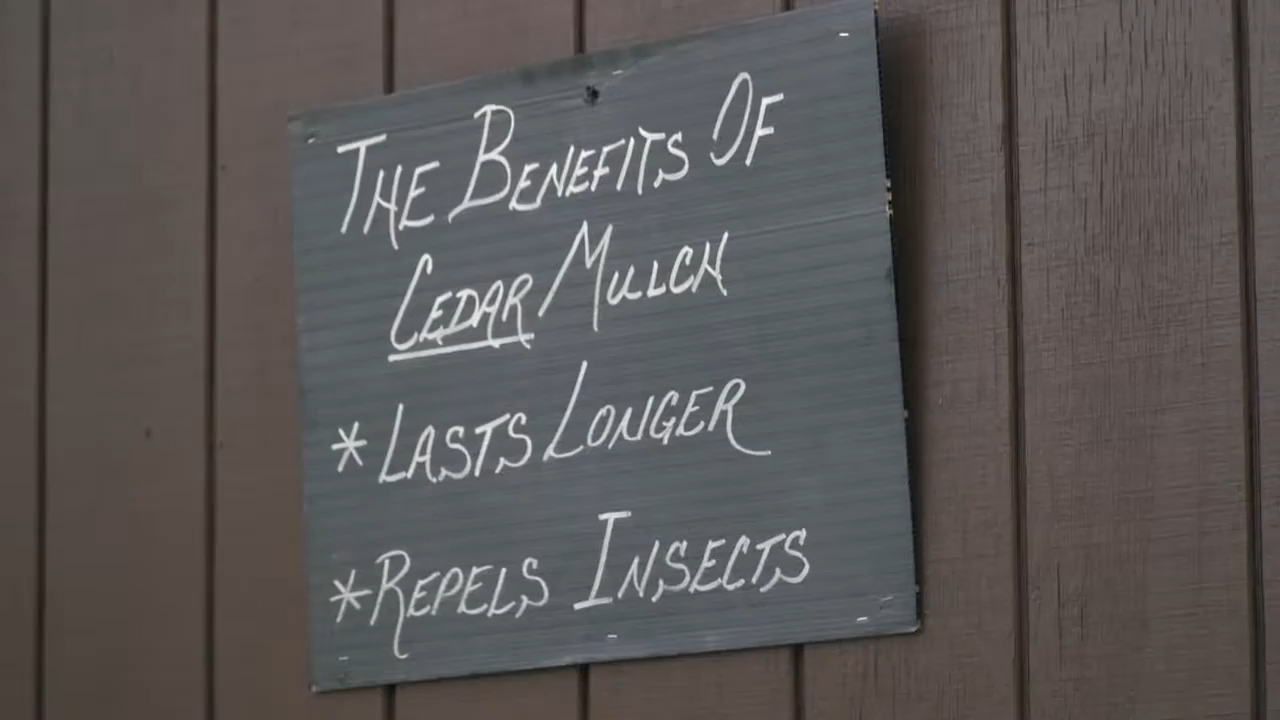 The Benefits Of
Cedar Mulch
*Lasts Longer
*Repels Insects